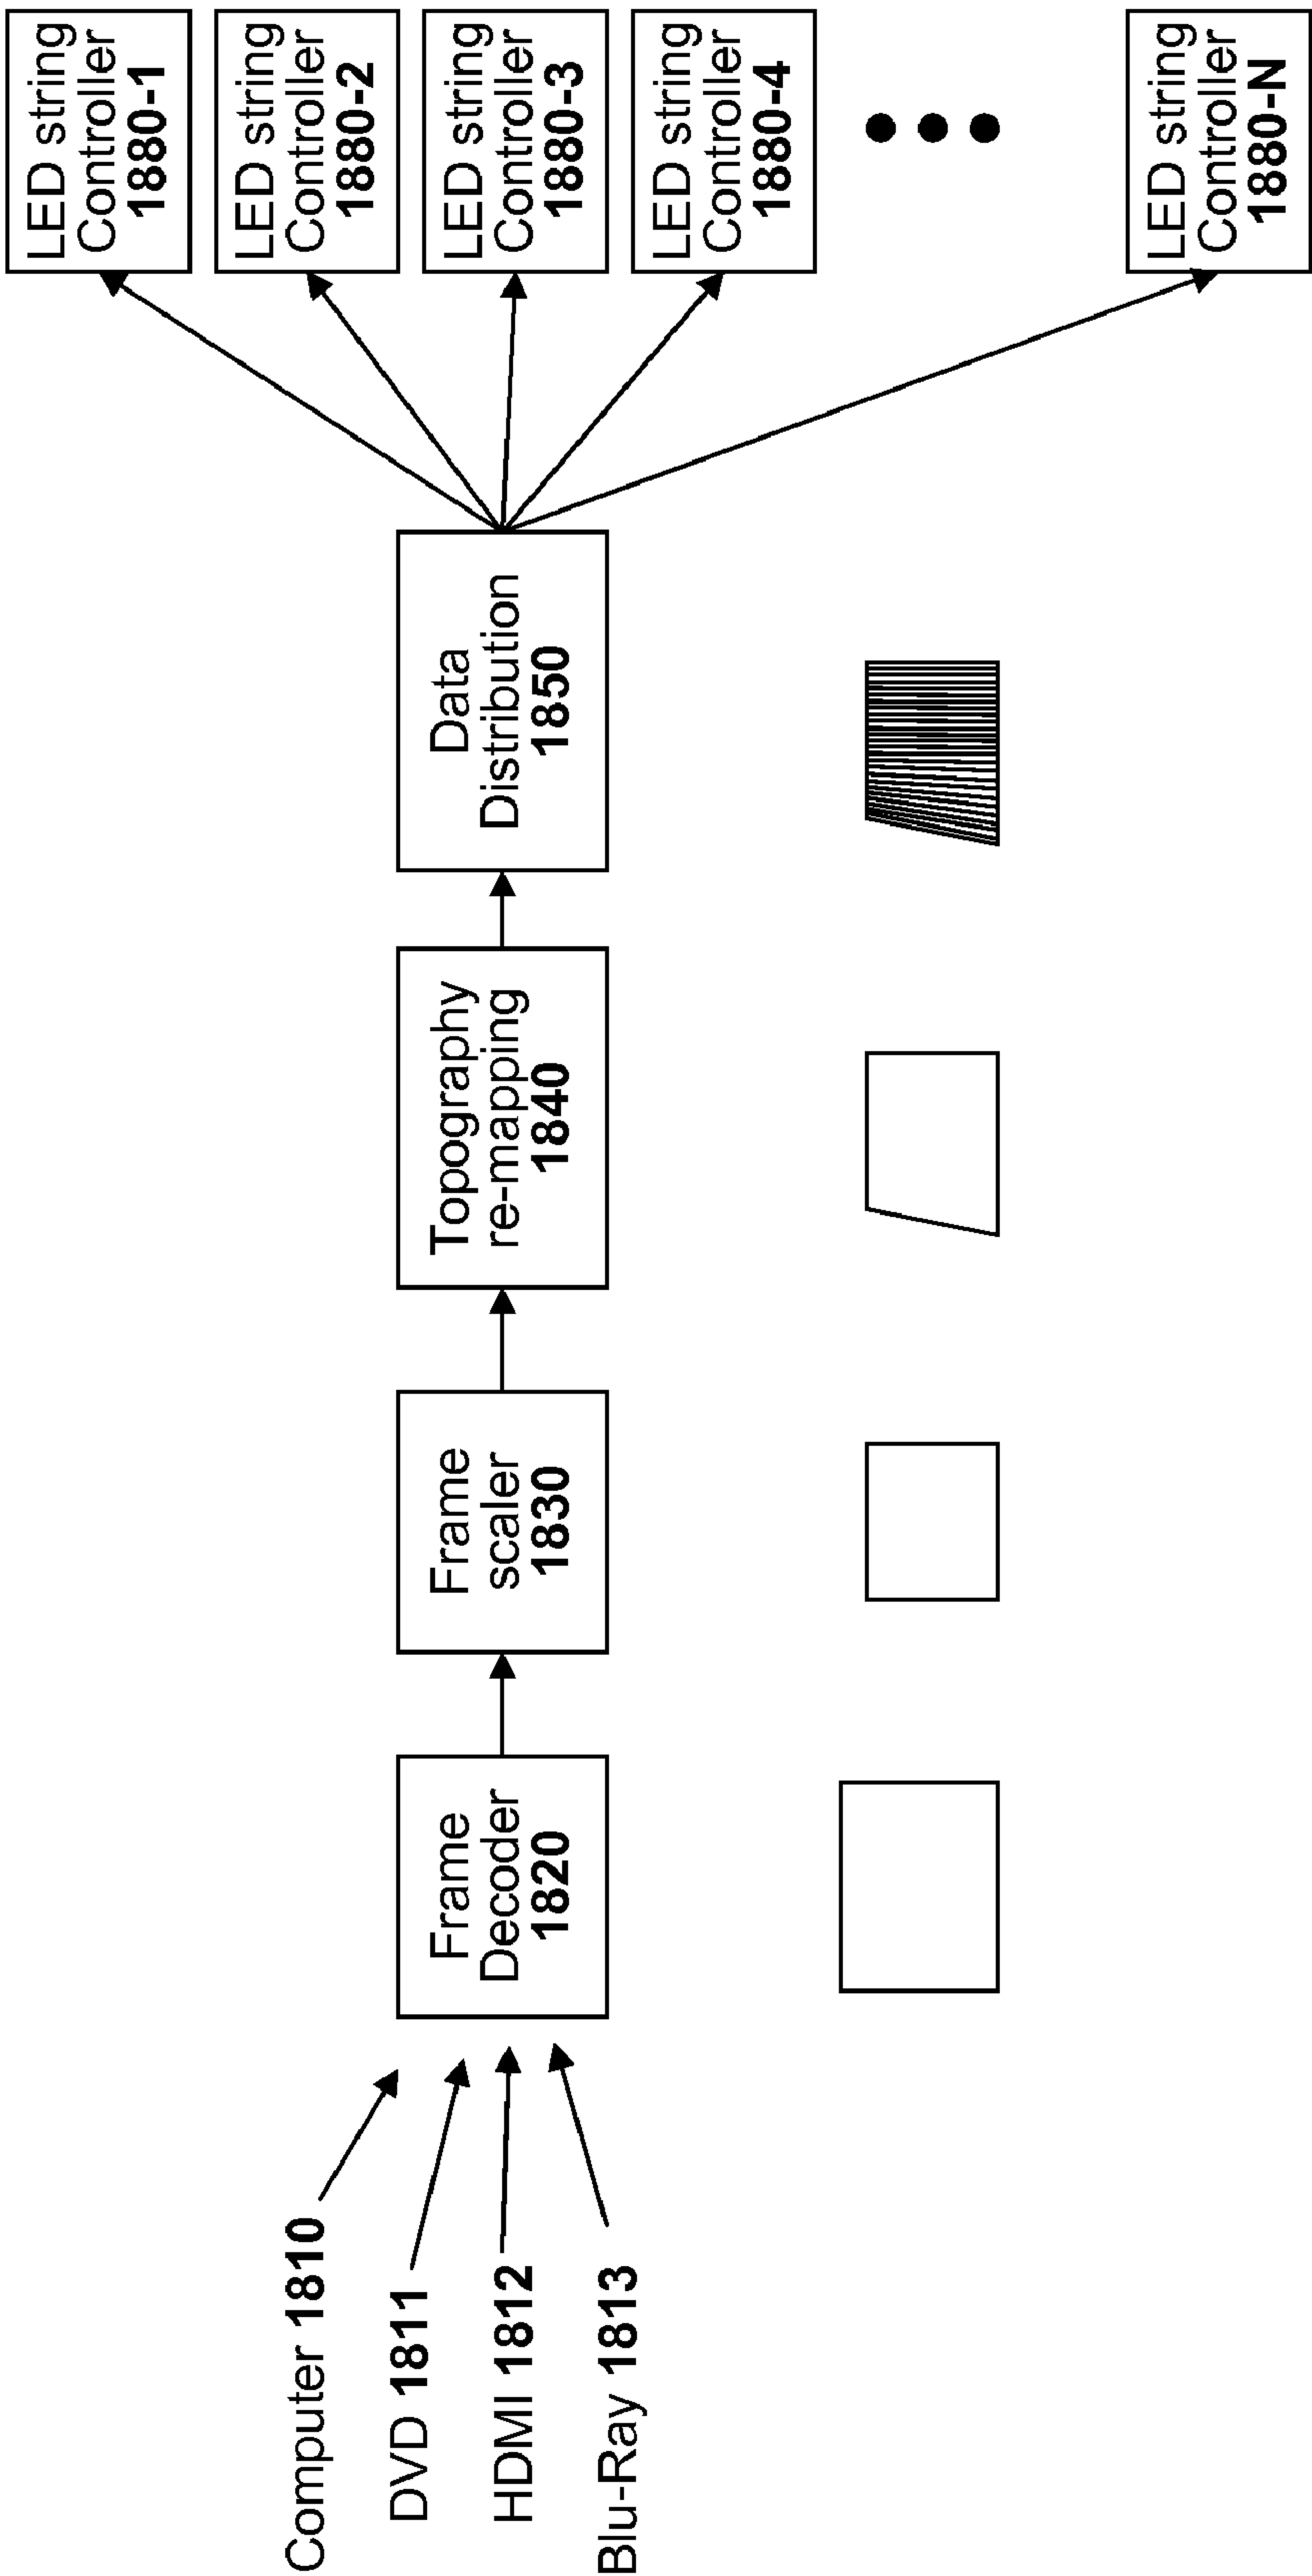 Computer 1810
DVD 1811
HDMI 1812
Blu-Ray 1813
Frame
Decoder
1820
Frame
scaler
1830
Topography
re-mapping
1840
Data
Distribution
1850
LED string
Controller
1880-1
LED string
Controller
1880-2
LED string
Controller
1880-3
LED string
Controller
1880-4
LED string
Controller
1880-N